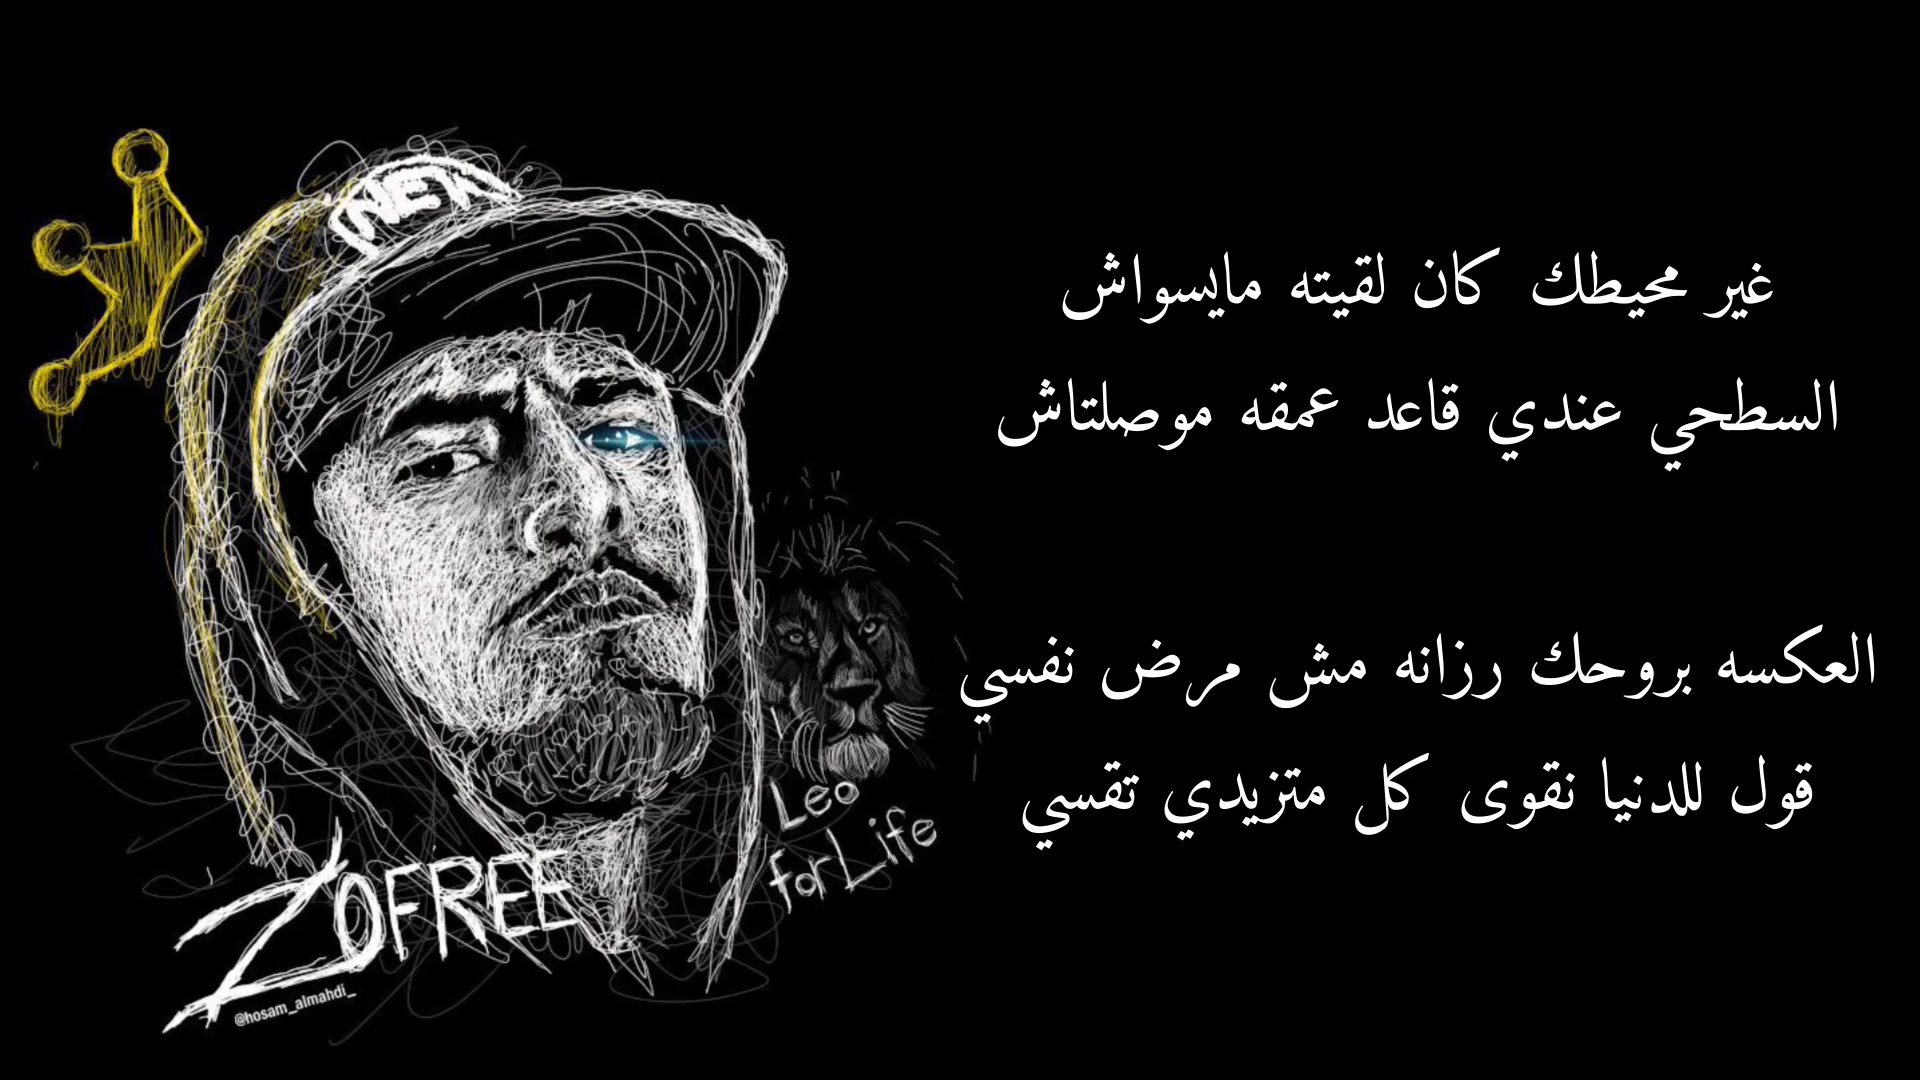 NEW
غير محيطك كان لقيته مايسواش
السطحي عندي قاعد عمقه موصلتاش
العكسه بروحك رزانه مش مرض نفسي
قول للدنيا نقوى كل متزيدي تقسي
Leo
for Life
ZOFREE
@hosam_almahdi_